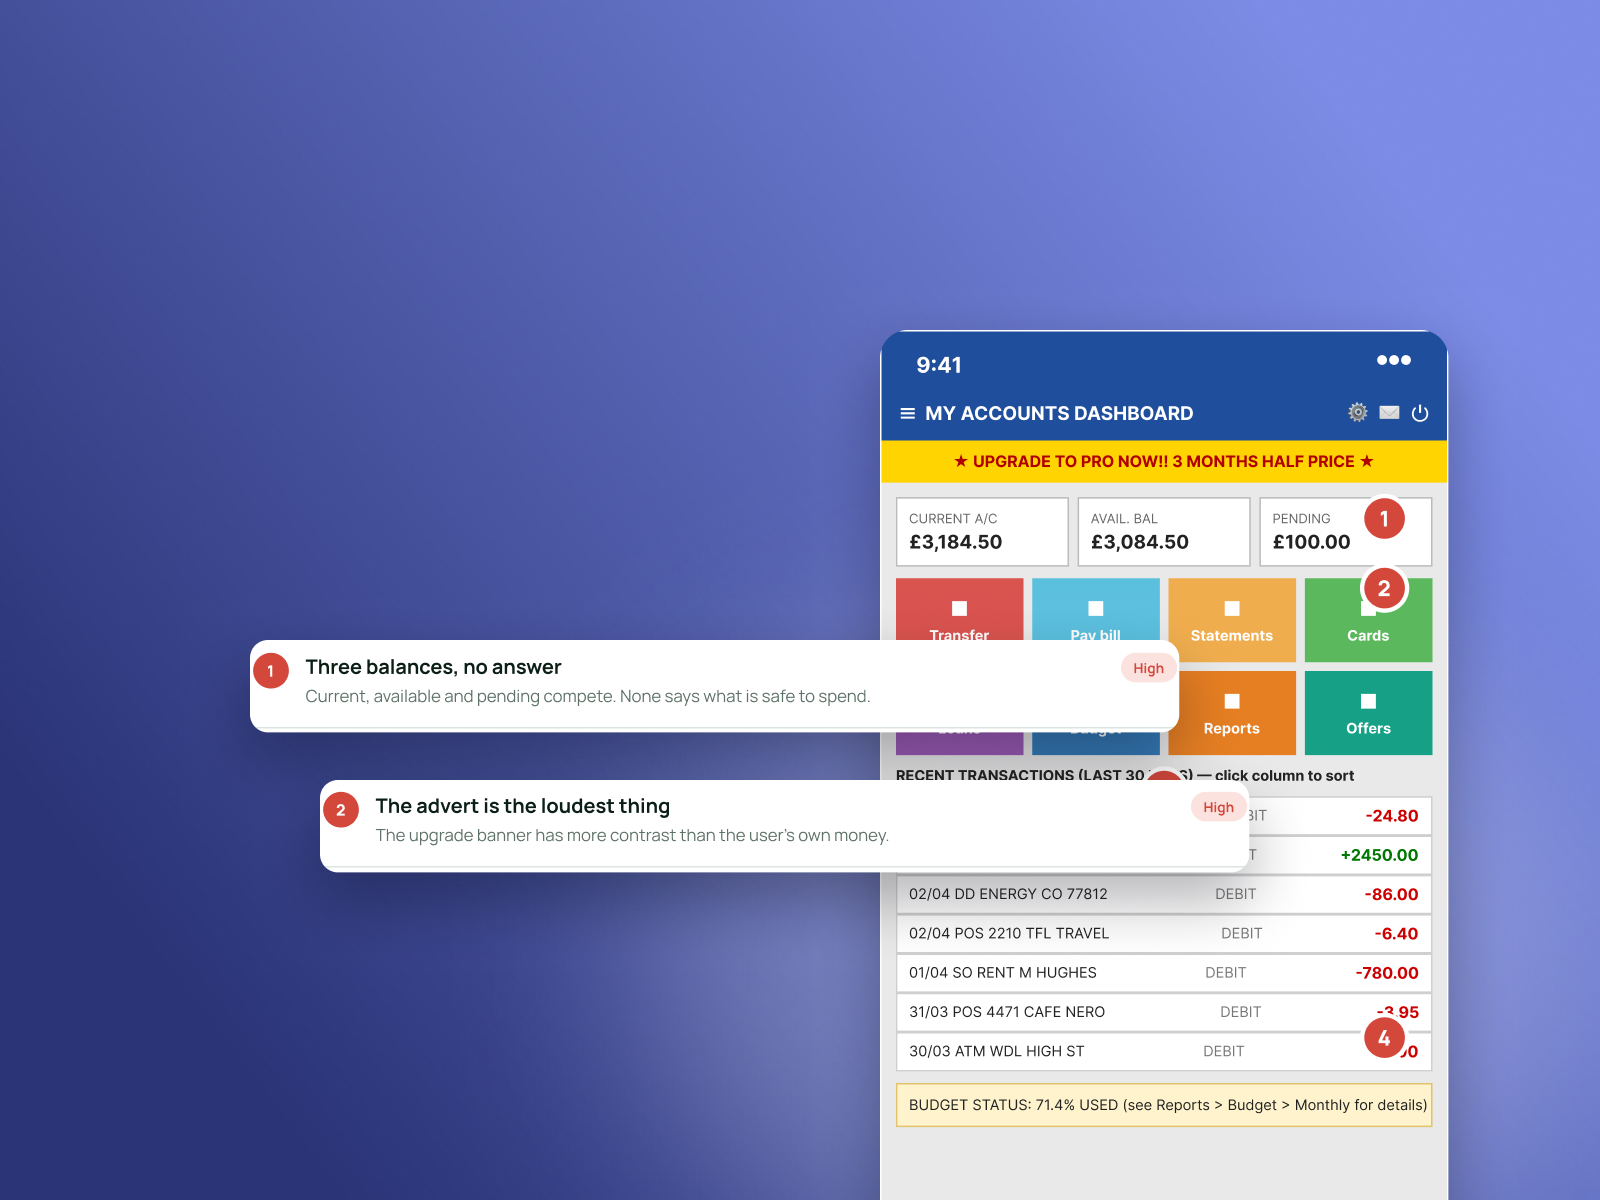 9:41
MY ACCOUNTS DASHBOARD
★ UPGRADE TO PRO NOW!! 3 MONTHS HALF PRICE ★
CURRENT A/C
£3,184.50
AVAIL. BAL
£3,084.50
PENDING
£100.00
1
2
Transfer
Pay bill
Statements
Cards
1
Three balances, no answer
High
Current, available and pending compete. None says what is safe to spend.
Loans
Budget
Reports
Offers
RECENT TRANSACTIONS (LAST 30 — click column to sort
2
The advert is the loudest thing
High
The upgrade banner has more contrast than the user's own money.
-24.80
+2450.00
02/04 DD ENERGY CO 77812 DEBIT -86.00
02/04 POS 2210 TFL TRAVEL DEBIT -6.40
01/04 SO RENT M HUGHES DEBIT -780.00
31/03 POS 4471 CAFE NERO DEBIT -3.95
30/03 ATM WDL HIGH ST DEBIT
4
BUDGET STATUS: 71.4% USED (see Reports > Budget > Monthly for details)